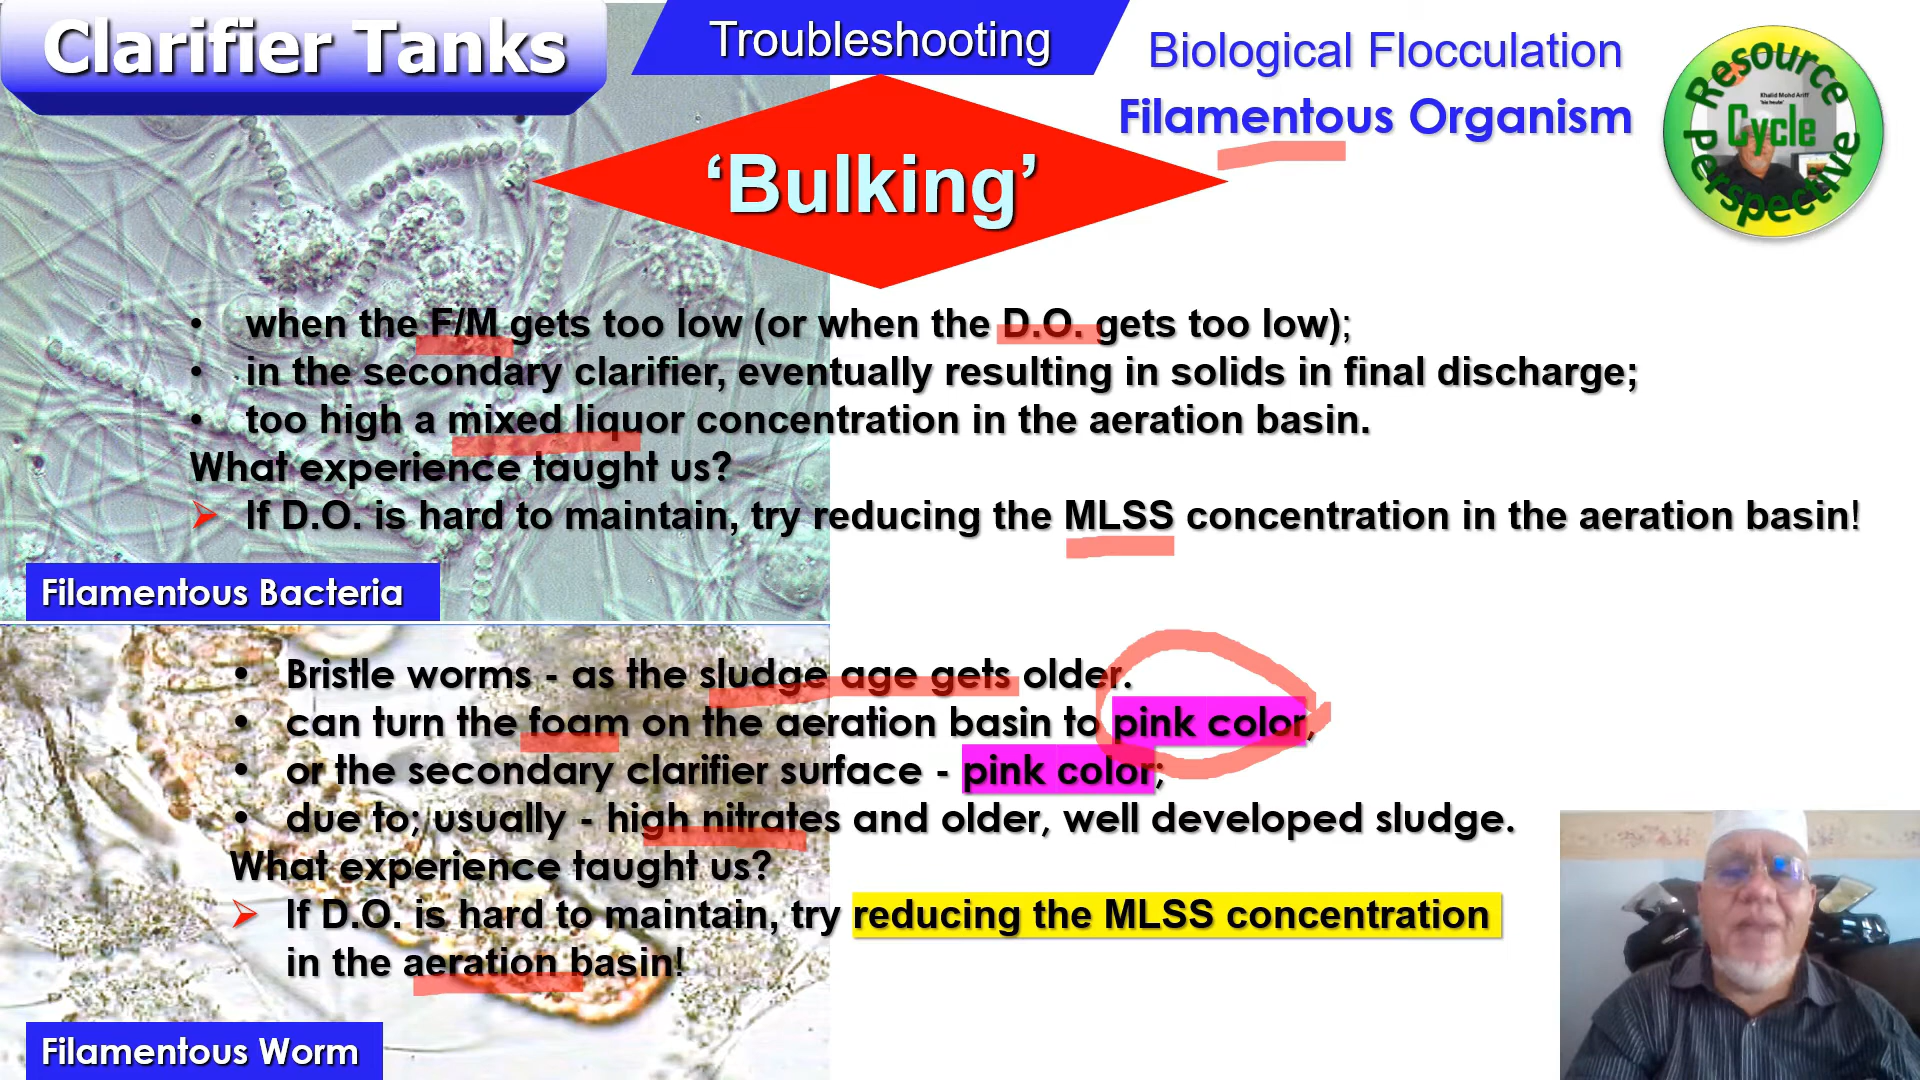 Clarifier Tanks
Troubleshooting
Biological Flocculation
Filamentous Organism
Resource
Cycle
Perspective
Khalid Mohd Ariff
‘Bulking’
• when the F/M gets too low (or when the D.O. gets too low);
• in the secondary clarifier, eventually resulting in solids in final discharge;
• too high a mixed liquor concentration in the aeration basin.
What experience taught us?
If D.O. is hard to maintain, try reducing the MLSS concentration in the aeration basin!
Filamentous Bacteria
• Bristle worms - as the sludge age gets older.
• can turn the foam on the aeration basin to pink color,
• or the secondary clarifier surface - pink color;
• due to; usually - high nitrates and older, well developed sludge.
What experience taught us?
If D.O. is hard to maintain, try reducing the MLSS concentration
in the aeration basin!
Filamentous Worm